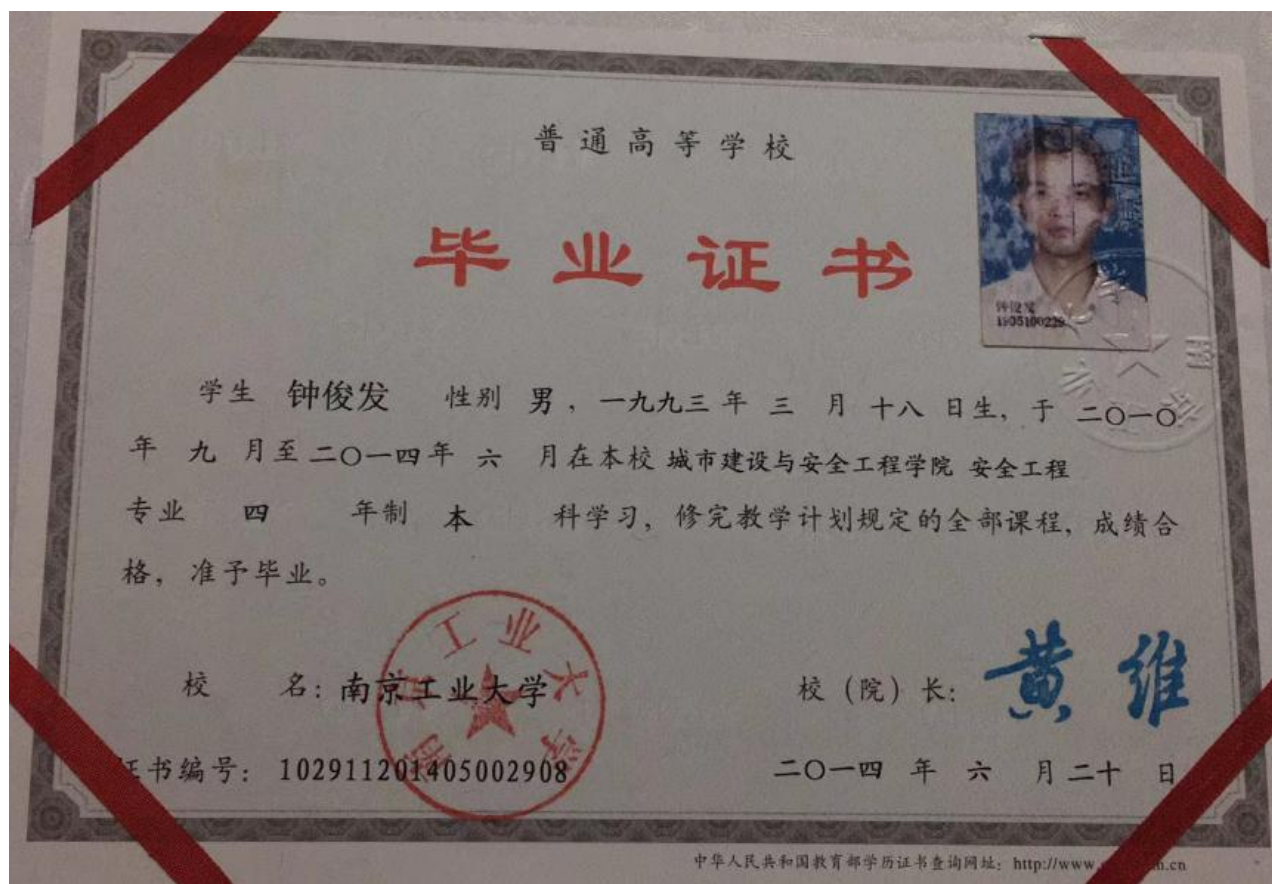 普通高等学校
毕业证书
钟俊发
学生 钟俊发 性别 男,一九九三年 三 月 十八 日生,于 二〇一〇
年 九 月至二〇一四年 六 月在本校 城市建设与安全工程学院 安全工程
专业 四 年制 本 科学习,修完教学计划规定的全部课程,成绩合
格,准予毕业。
校 名:南京工业大学
南京工业大学
校(院)长:黄维
书编号:102911201405002908
二〇一四 年 六 月二十 日
中华人民共和国教育部学历证书查询网址:http://www